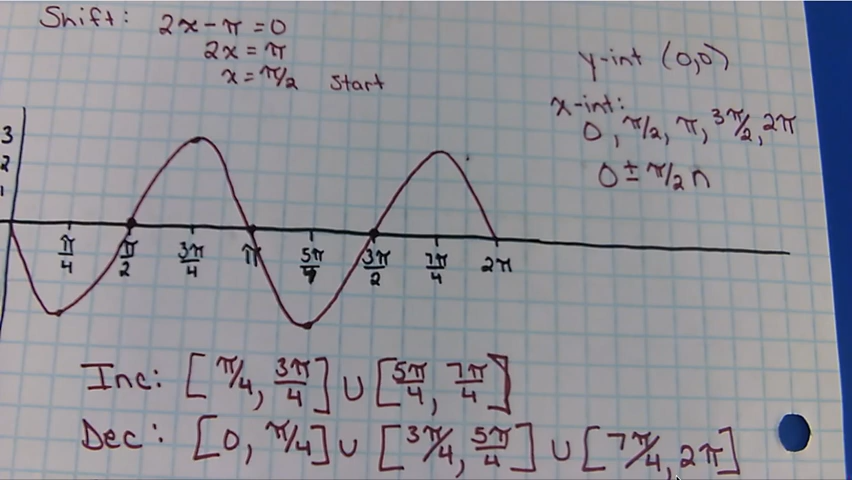 Shift: 2x - π = 0
2x = π
x = π/2 start
y-int (0,0)
x-int:
0, π/2, π, 3π/2, 2π
0 ± π/2 n
3
2
1
π/4 π/2 3π/4 π 5π/4 3π/2 7π/4 2π
Inc: [π/4, 3π/4] ∪ [5π/4, 7π/4]
Dec: [0, π/4] ∪ [3π/4, 5π/4] ∪ [7π/4, 2π]